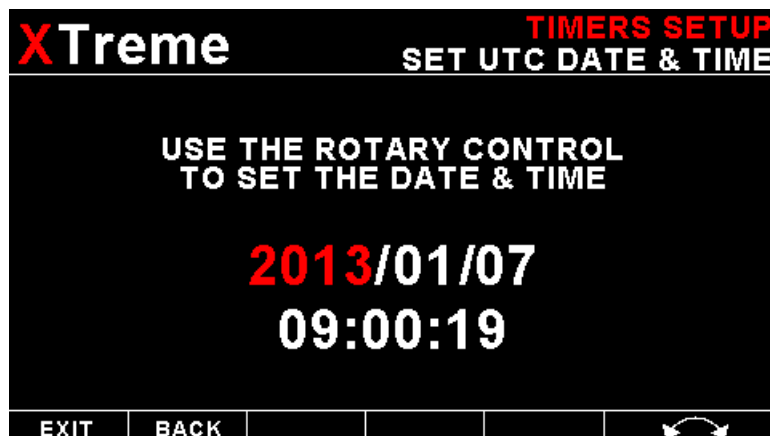 XTreme
TIMERS SETUP
SET UTC DATE & TIME
USE THE ROTARY CONTROL
TO SET THE DATE & TIME
2013/01/07
09:00:19
EXIT BACK